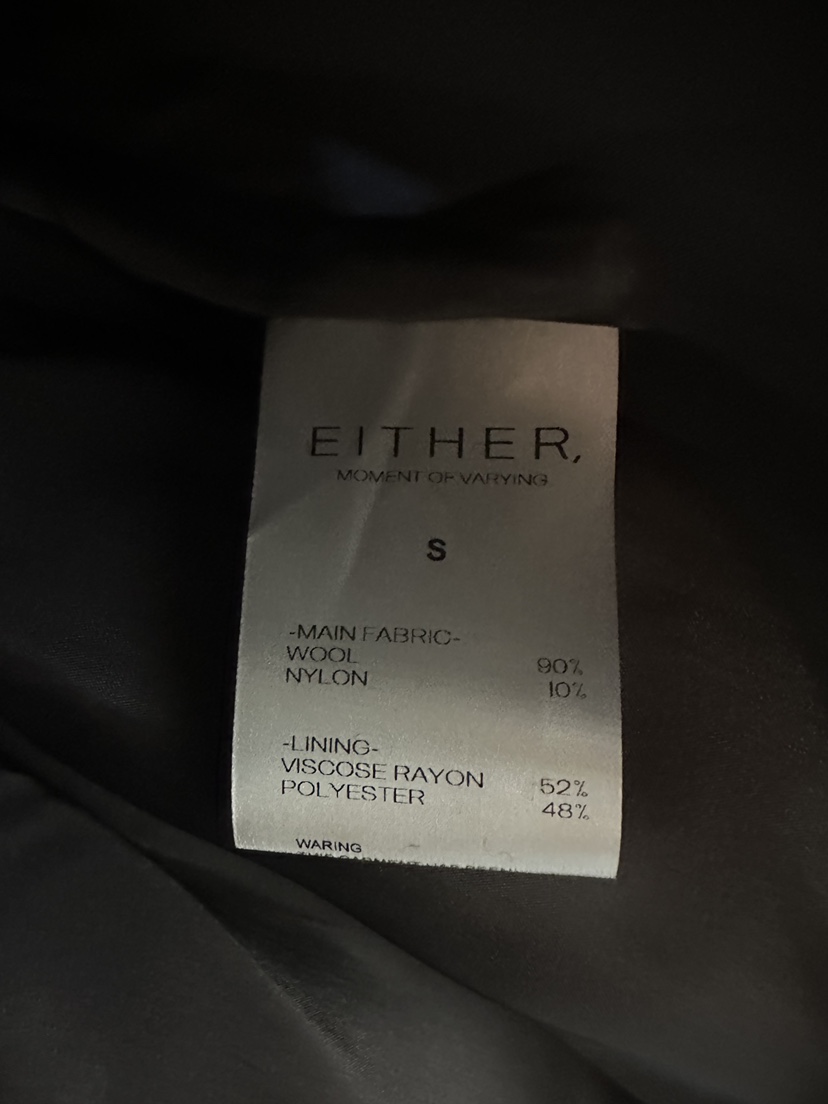 EITHER,
MOMENT OF VARYING
S
-MAIN FABRIC-
WOOL 90%
NYLON 10%
-LINING-
VISCOSE RAYON 52%
POLYESTER 48%
WARING